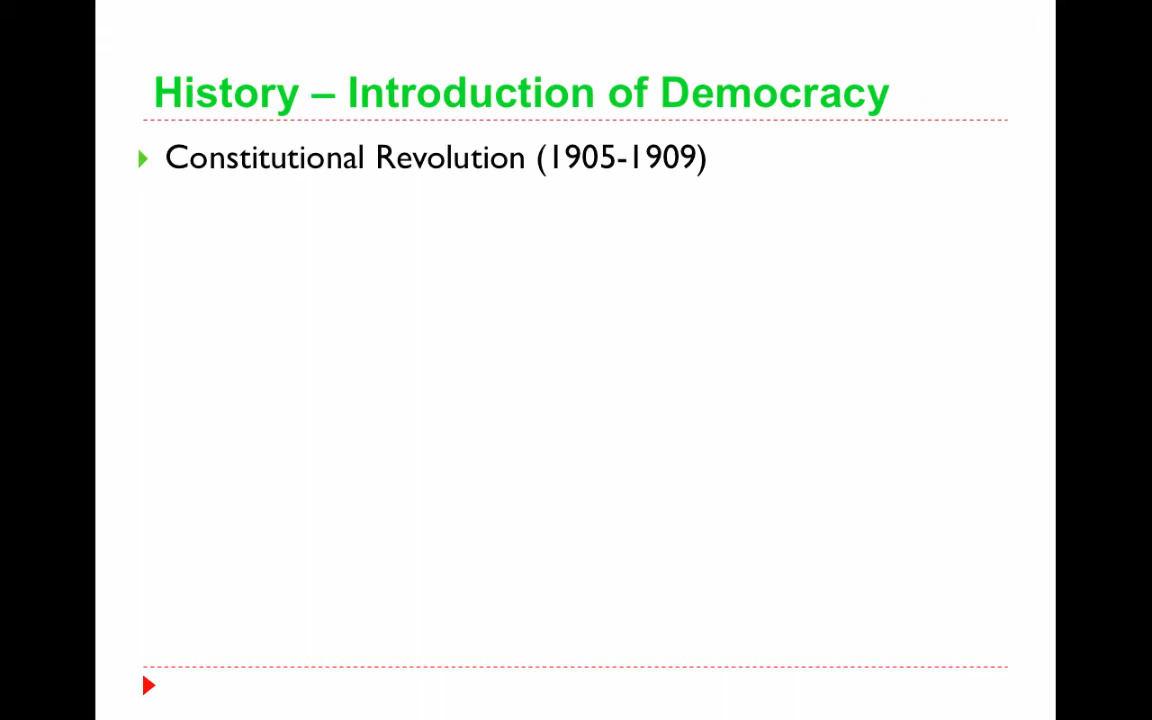 History – Introduction of Democracy
Constitutional Revolution (1905-1909)